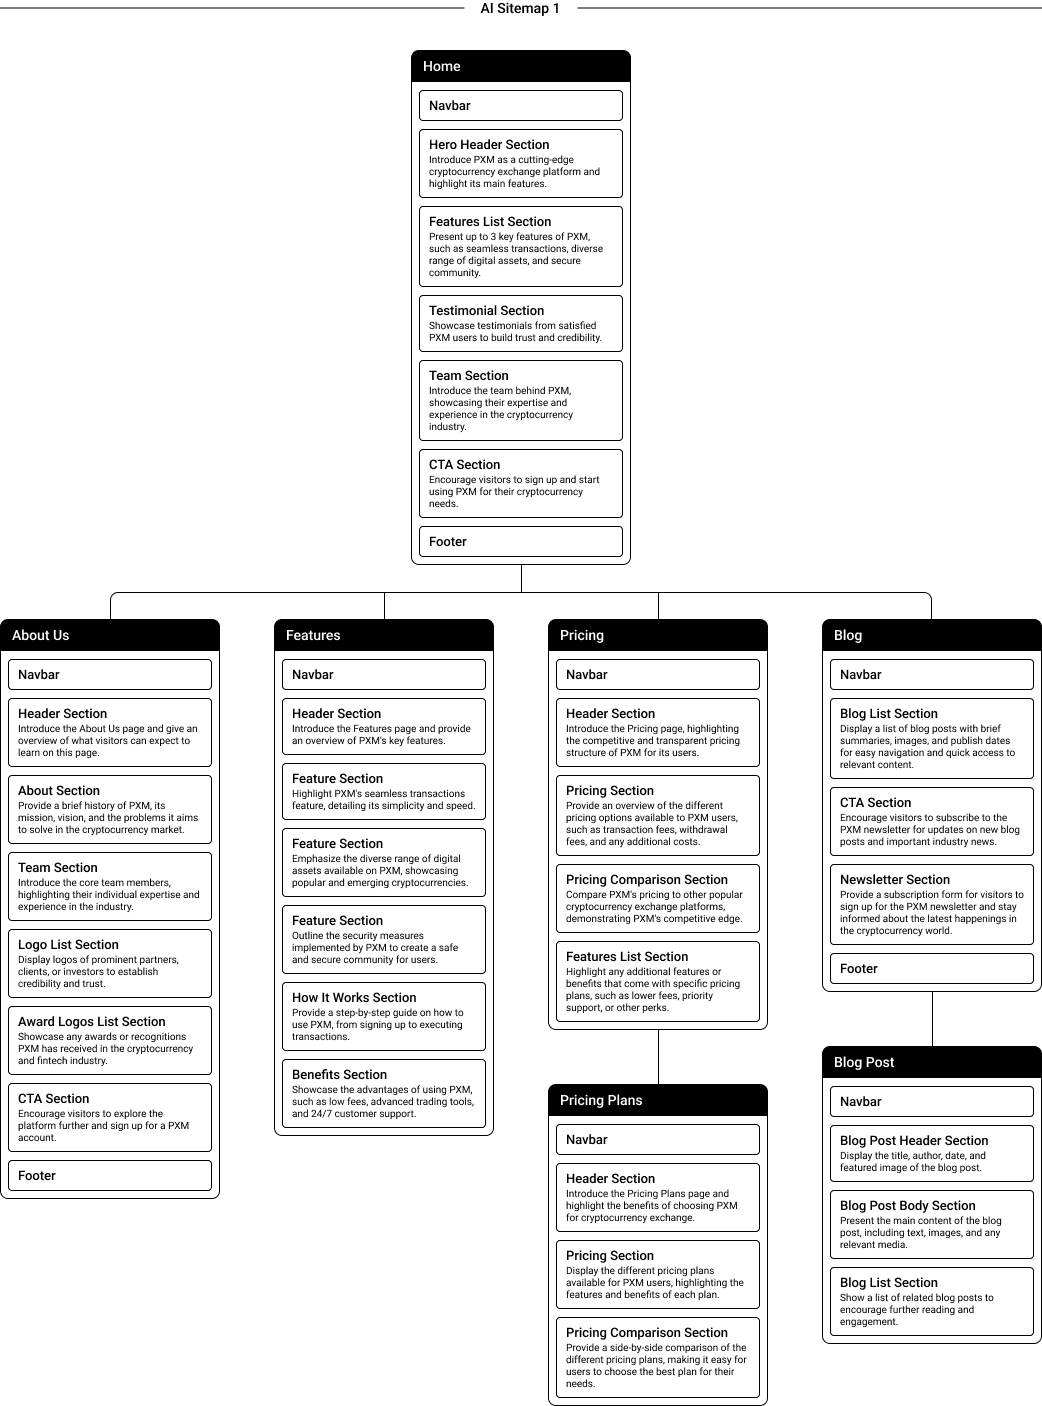 AI Sitemap 1
Home
Navbar
Hero Header Section
Introduce PXM as a cutting-edge
cryptocurrency exchange platform and
highlight its main features.
Features List Section
Present up to 3 key features of PXM,
such as seamless transactions, diverse
range of digital assets, and secure
community.
Testimonial Section
Showcase testimonials from satisfied
PXM users to build trust and credibility.
Team Section
Introduce the team behind PXM,
showcasing their expertise and
experience in the cryptocurrency
industry.
CTA Section
Encourage visitors to sign up and start
using PXM for their cryptocurrency
needs.
Footer
About Us
Navbar
Header Section
Introduce the About Us page and give an
overview of what visitors can expect to
learn on this page.
About Section
Provide a brief history of PXM, its
mission, vision, and the problems it aims
to solve in the cryptocurrency market.
Team Section
Introduce the core team members,
highlighting their individual expertise and
experience in the industry.
Logo List Section
Display logos of prominent partners,
clients, or investors to establish
credibility and trust.
Award Logos List Section
Showcase any awards or recognitions
PXM has received in the cryptocurrency
and fintech industry.
CTA Section
Encourage visitors to explore the
platform further and sign up for a PXM
account.
Footer
Features
Navbar
Header Section
Introduce the Features page and provide
an overview of PXM's key features.
Feature Section
Highlight PXM's seamless transactions
feature, detailing its simplicity and speed.
Feature Section
Emphasize the diverse range of digital
assets available on PXM, showcasing
popular and emerging cryptocurrencies.
Feature Section
Outline the security measures
implemented by PXM to create a safe
and secure community for users.
How It Works Section
Provide a step-by-step guide on how to
use PXM, from signing up to executing
transactions.
Benefits Section
Showcase the advantages of using PXM,
such as low fees, advanced trading tools,
and 24/7 customer support.
Pricing
Navbar
Header Section
Introduce the Pricing page, highlighting
the competitive and transparent pricing
structure of PXM for its users.
Pricing Section
Provide an overview of the different
pricing options available to PXM users,
such as transaction fees, withdrawal
fees, and any additional costs.
Pricing Comparison Section
Compare PXM's pricing to other popular
cryptocurrency exchange platforms,
demonstrating PXM's competitive edge.
Features List Section
Highlight any additional features or
benefits that come with specific pricing
plans, such as lower fees, priority
support, or other perks.
Pricing Plans
Navbar
Header Section
Introduce the Pricing Plans page and
highlight the benefits of choosing PXM
for cryptocurrency exchange.
Pricing Section
Display the different pricing plans
available for PXM users, highlighting the
features and benefits of each plan.
Pricing Comparison Section
Provide a side-by-side comparison of the
different pricing plans, making it easy for
users to choose the best plan for their
needs.
Blog
Navbar
Blog List Section
Display a list of blog posts with brief
summaries, images, and publish dates
for easy navigation and quick access to
relevant content.
CTA Section
Encourage visitors to subscribe to the
PXM newsletter for updates on new blog
posts and important industry news.
Newsletter Section
Provide a subscription form for visitors to
sign up for the PXM newsletter and stay
informed about the latest happenings in
the cryptocurrency world.
Footer
Blog Post
Navbar
Blog Post Header Section
Display the title, author, date, and
featured image of the blog post.
Blog Post Body Section
Present the main content of the blog
post, including text, images, and any
relevant media.
Blog List Section
Show a list of related blog posts to
encourage further reading and
engagement.